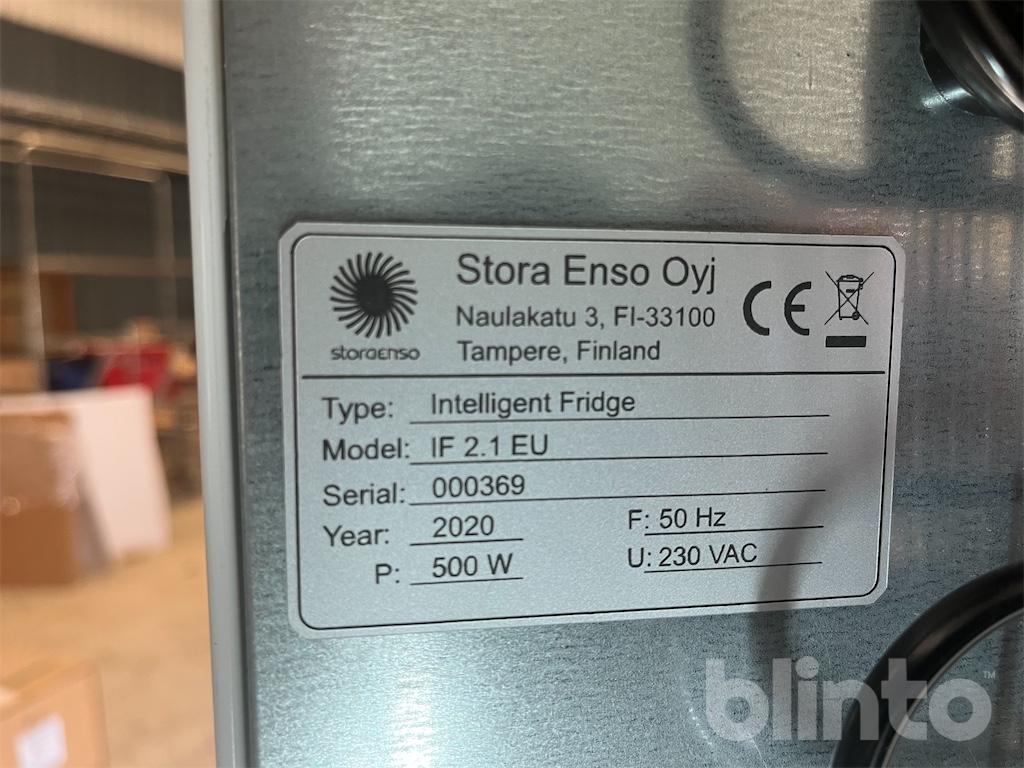 Stora Enso Oyj
Naulakatu 3, FI-33100
Tampere, Finland
storaenso
CE
Type: Intelligent Fridge
Model: IF 2.1 EU
Serial: 000369
Year: 2020 F: 50 Hz
P: 500 W U: 230 VAC
blinto™